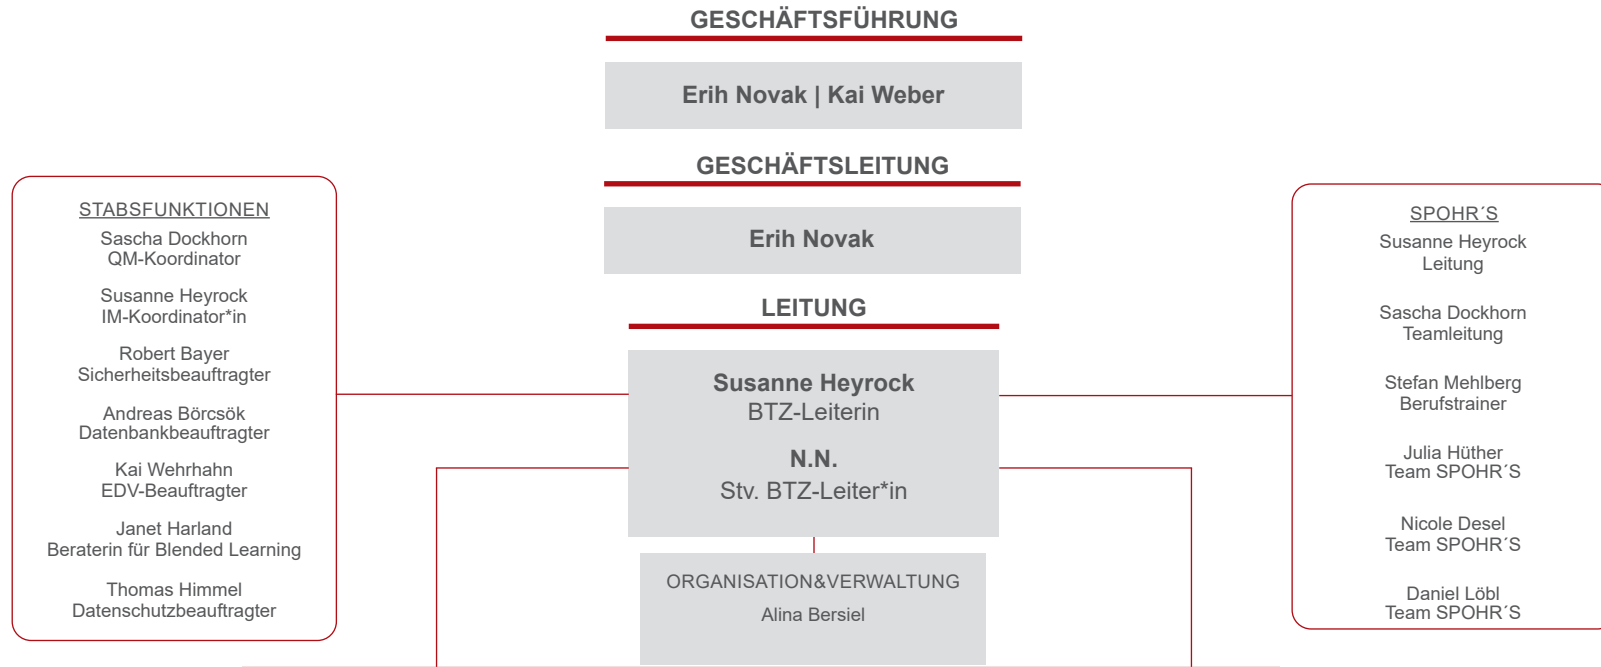 GESCHÄFTSFÜHRUNG
Erih Novak | Kai Weber
GESCHÄFTSLEITUNG
Erih Novak
LEITUNG
Susanne Heyrock
BTZ-Leiterin
N.N.
Stv. BTZ-Leiter*in
ORGANISATION&VERWALTUNG
Alina Bersiel
STABSFUNKTIONEN
Sascha Dockhorn
QM-Koordinator
Susanne Heyrock
IM-Koordinator*in
Robert Bayer
Sicherheitsbeauftragter
Andreas Börcsök
Datenbankbeauftragter
Kai Wehrhahn
EDV-Beauftragter
Janet Harland
Beraterin für Blended Learning
Thomas Himmel
Datenschutzbeauftragter
SPOHR´S
Susanne Heyrock
Leitung
Sascha Dockhorn
Teamleitung
Stefan Mehlberg
Berufstrainer
Julia Hüther
Team SPOHR´S
Nicole Desel
Team SPOHR´S
Daniel Löbl
Team SPOHR´S